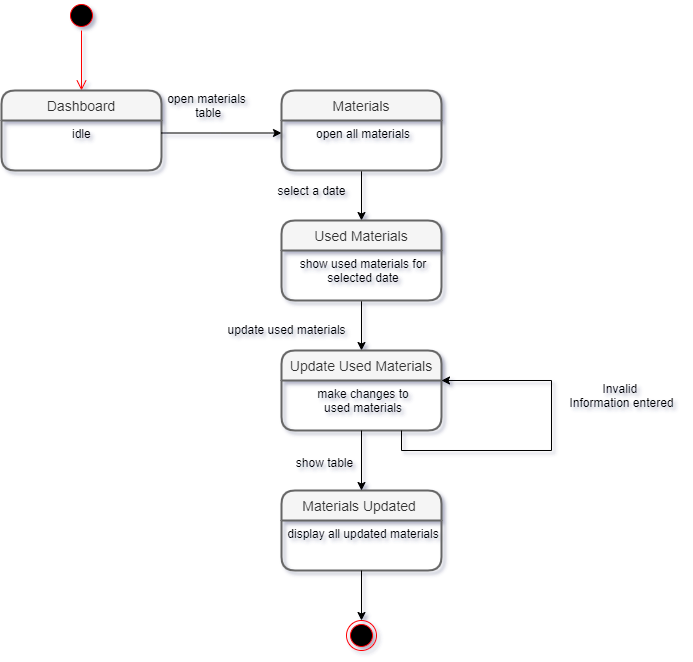 open materials
table
Dashboard
idle
Materials
open all materials
select a date
Used Materials
show used materials for
selected date
update used materials
Update Used Materials
make changes to
used materials
Invalid
Information entered
show table
Materials Updated
display all updated materials